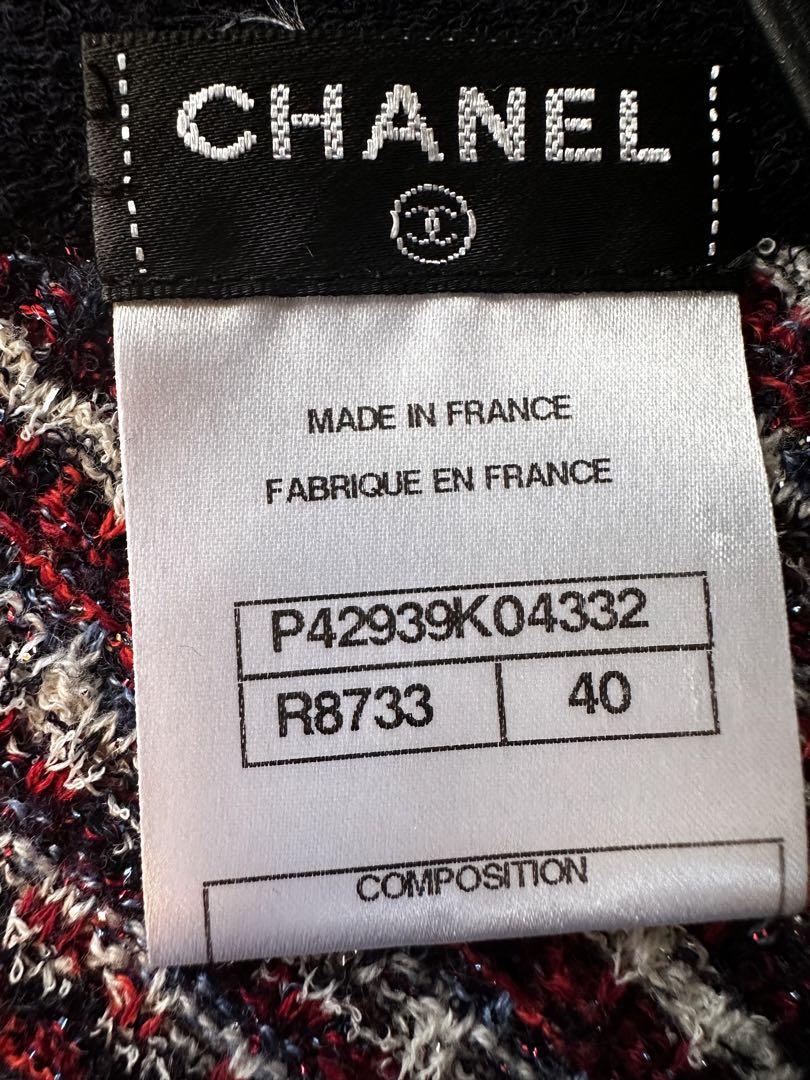 CHANEL
MADE IN FRANCE
FABRIQUE EN FRANCE
P42939K04332
R8733 40
COMPOSITION